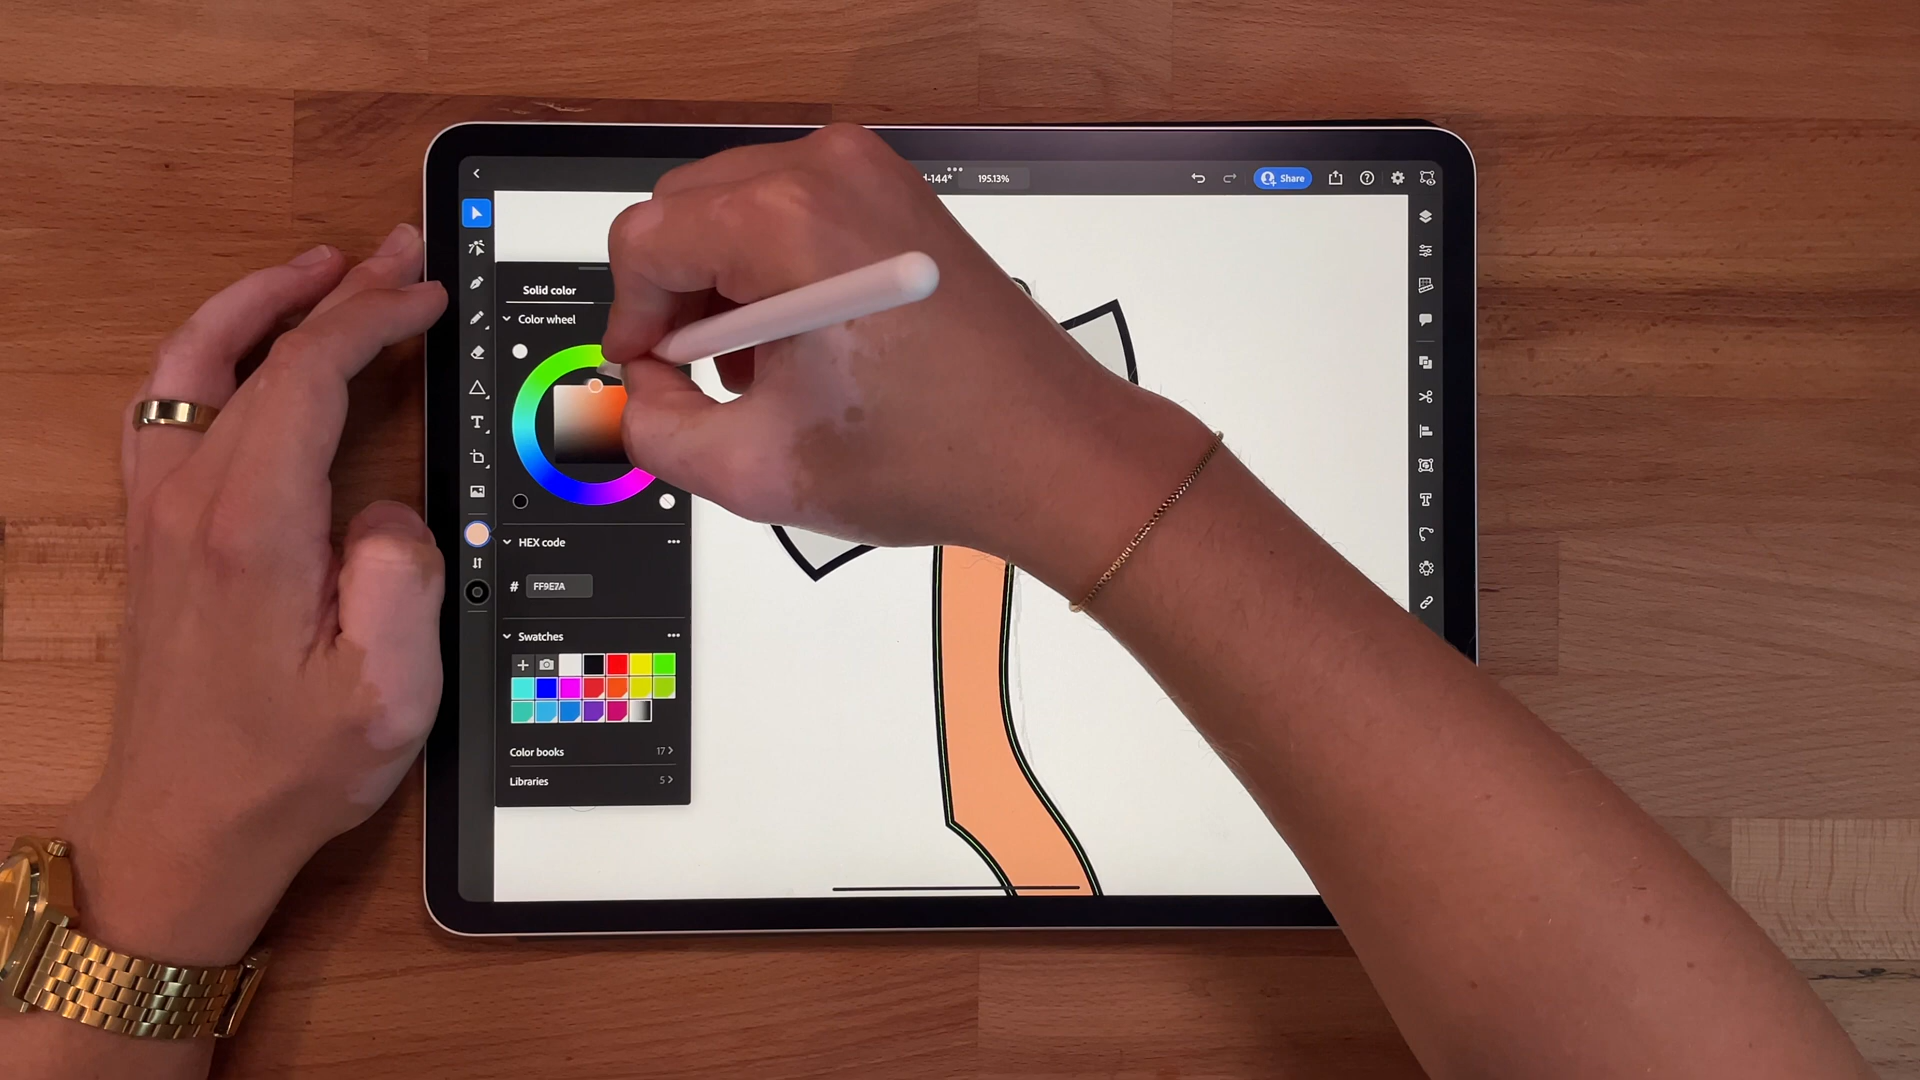 d-144*
195.13%
Share
Solid color
Color wheel
HEX code
# FF9E7A
Swatches
Color books 17
Libraries 5